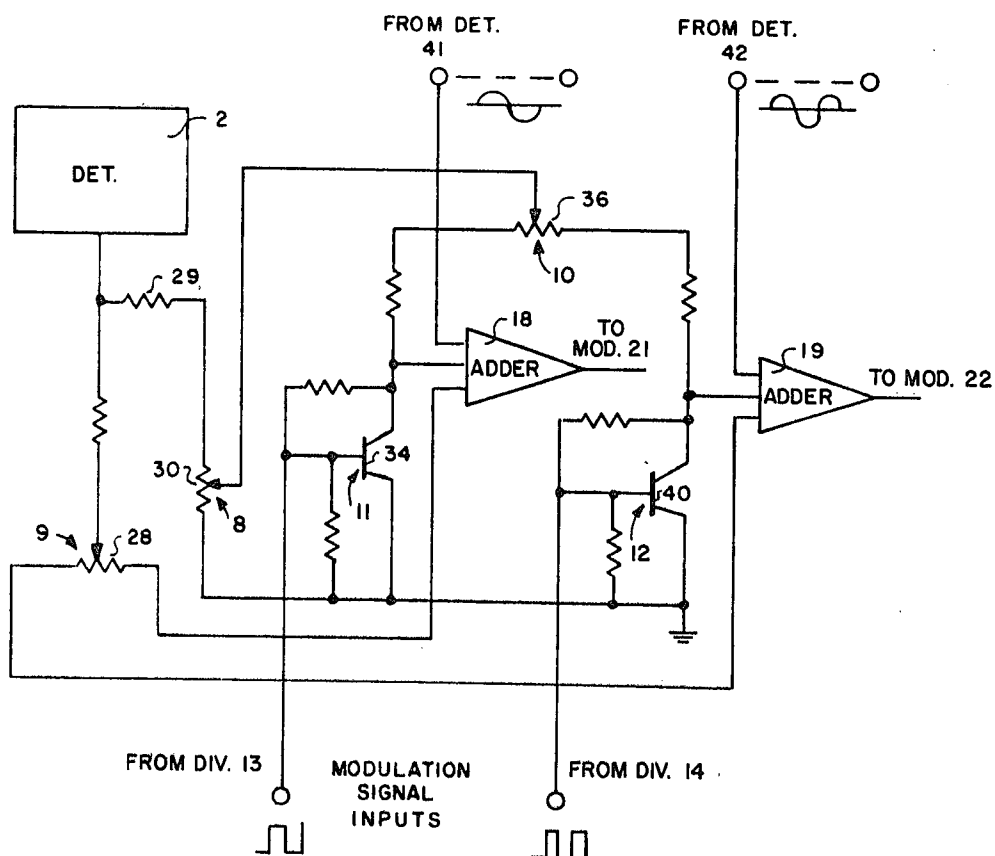 FROM DET.
41
FROM DET.
42
2
DET.
36
10
29
18
TO
MOD. 21
ADDER
19
ADDER
TO MOD. 22
34
11
30
8
40
12
9
28
FROM DIV. 13
MODULATION
SIGNAL
INPUTS
FROM DIV. 14